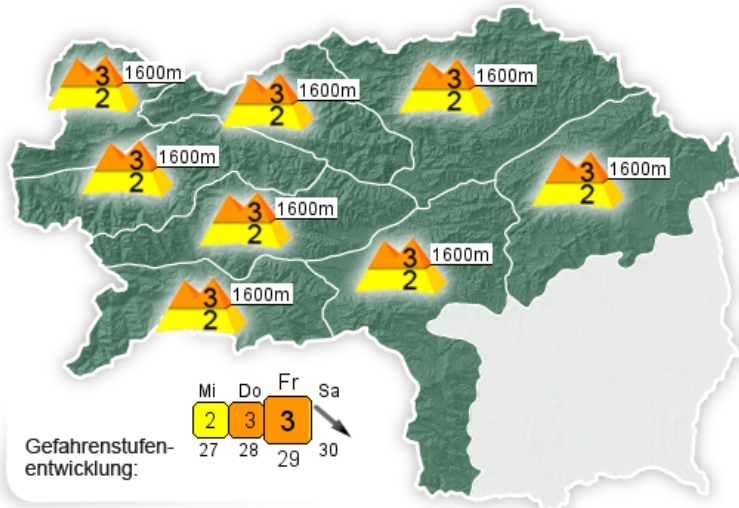 3 1600m
2
3 1600m
2
3 1600m
2
3 1600m
2
3 1600m
2
3 1600m
2
3 1600m
2
3 1600m
2
Mi Do Fr Sa
2 3 3
27 28 29 30
Gefahrenstufen-
entwicklung: